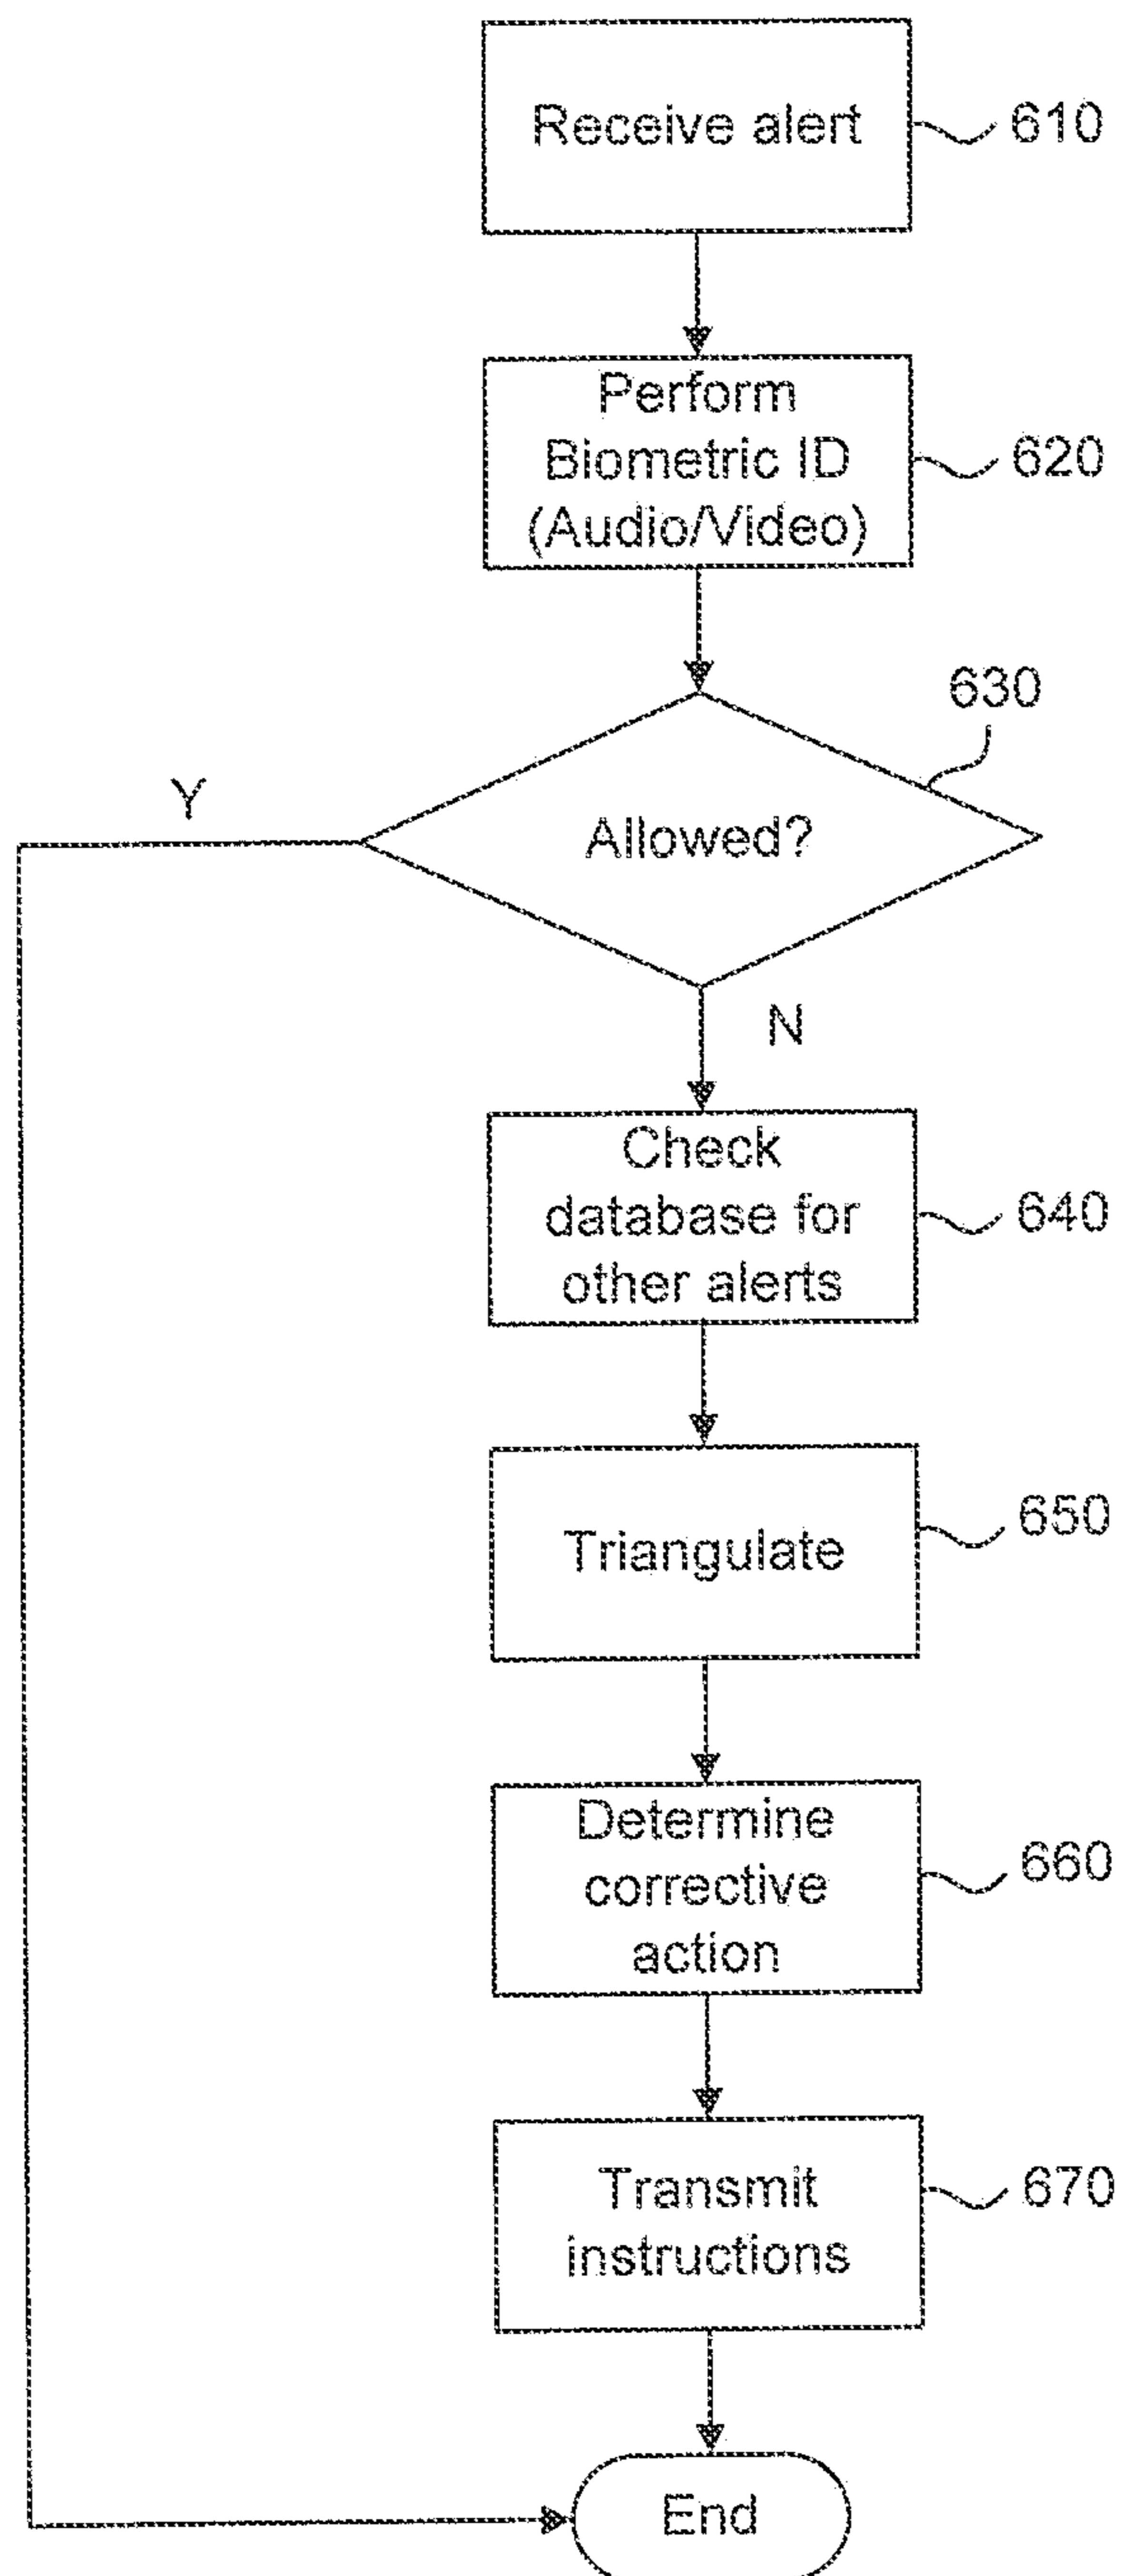 Receive alert
610
Perform
Biometric ID
(Audio/Video)
620
630
Y
Allowed?
N
Check
database for
other alerts
640
Triangulate
650
Determine
corrective
action
660
Transmit
instructions
670
End